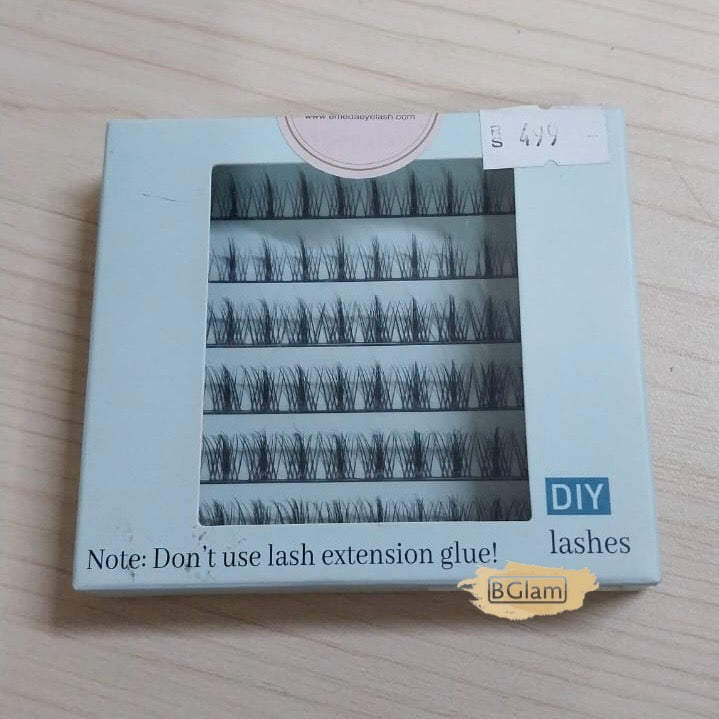 www.emedaeyelash.com
RS 499 -
DIY
lashes
Note: Don't use lash extension glue!
BGlam